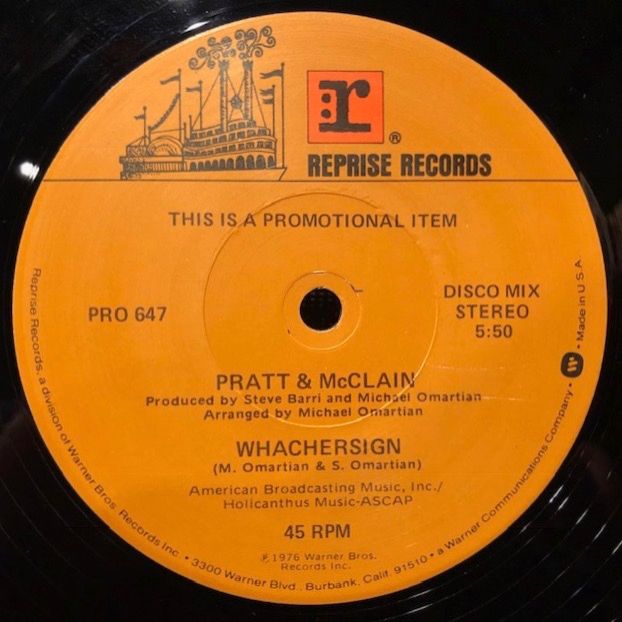 r
®
REPRISE RECORDS
THIS IS A PROMOTIONAL ITEM
PRO 647
DISCO MIX
STEREO
5:50
PRATT & McCLAIN
Produced by Steve Barri and Michael Omartian
Arranged by Michael Omartian
WHACHERSIGN
(M. Omartian & S. Omartian)
American Broadcasting Music, Inc./
Holicanthus Music-ASCAP
45 RPM
℗ 1976 Warner Bros.
Records Inc.
Reprise Records, a division of Warner Bros. Records Inc. • 3300 Warner Blvd., Burbank, Calif. 91510 • a Warner Communications Company • W • Made in U.S.A.